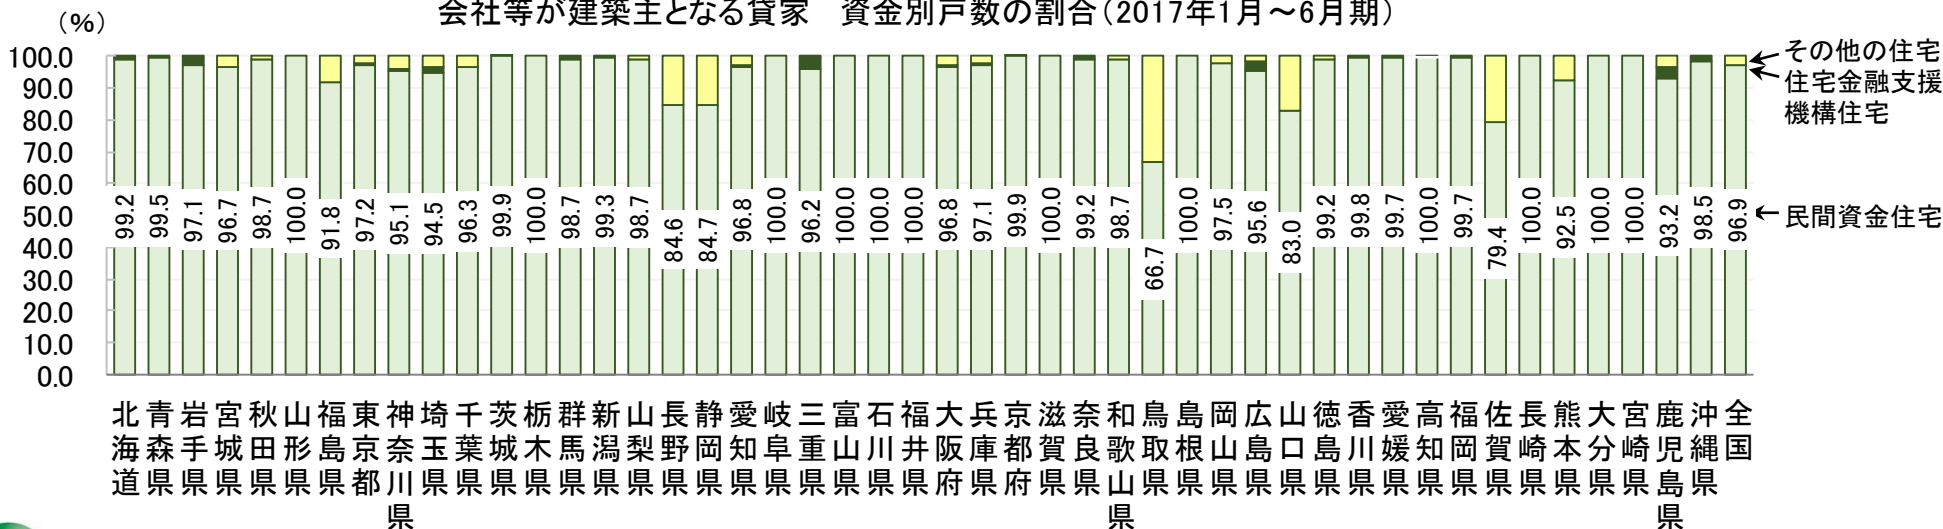 会社等が建築主となる貸家　資金別戸数の割合（2017年1月～6月期）
（%）
100.0
90.0
80.0
70.0
60.0
50.0
40.0
30.0
20.0
10.0
0.0
99.2
99.5
97.1
96.7
98.7
100.0
91.8
97.2
95.1
94.5
96.3
99.9
100.0
98.7
99.3
98.7
84.6
84.7
96.8
100.0
96.2
100.0
100.0
100.0
96.8
97.1
99.9
100.0
99.2
98.7
66.7
100.0
97.5
95.6
83.0
99.2
99.8
99.7
100.0
99.7
79.4
100.0
92.5
100.0
100.0
93.2
98.5
96.9
その他の住宅
住宅金融支援
機構住宅
民間資金住宅
北海道
青森県
岩手県
宮城県
秋田県
山形県
福島県
東京都
神奈川県
埼玉県
千葉県
茨城県
栃木県
群馬県
新潟県
山梨県
長野県
静岡県
愛知県
岐阜県
三重県
富山県
石川県
福井県
大阪府
兵庫県
京都府
滋賀県
奈良県
和歌山県
鳥取県
島根県
岡山県
広島県
山口県
徳島県
香川県
愛媛県
高知県
福岡県
佐賀県
長崎県
熊本県
大分県
宮崎県
鹿児島県
沖縄県
全国